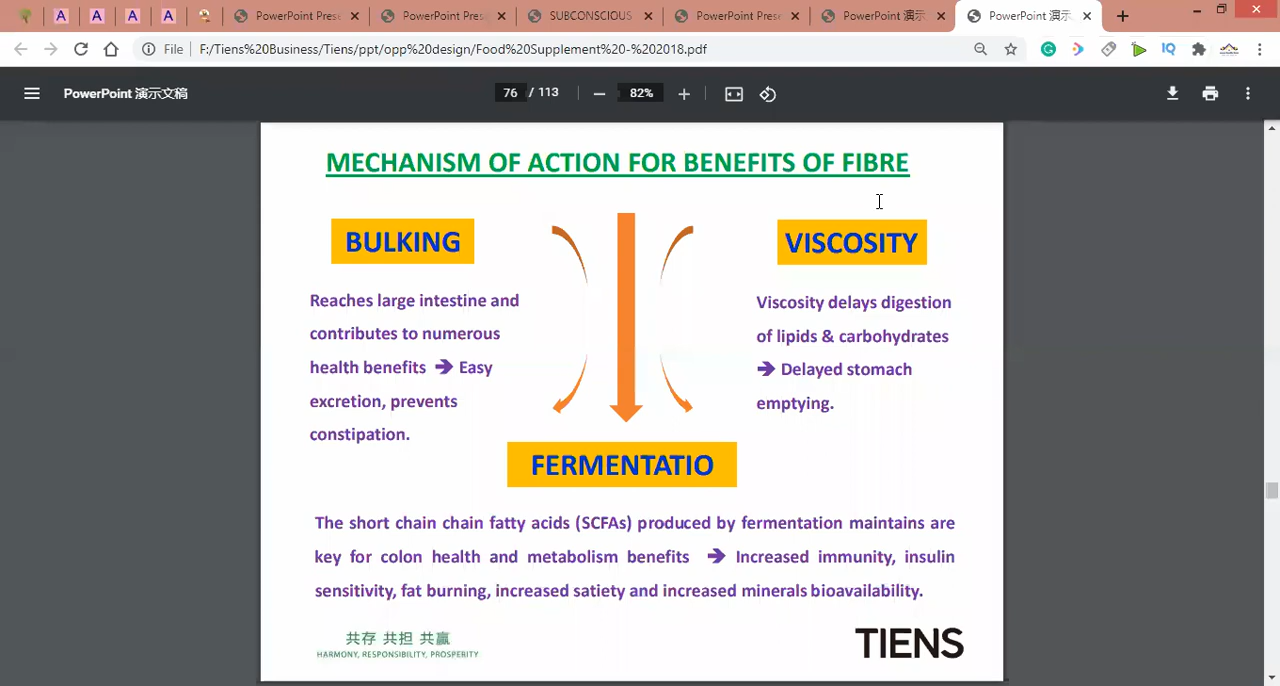 A
A
A
A
PowerPoint Pres
PowerPoint Pres
SUBCONSCIOUS
PowerPoint Pres
PowerPoint 演示
PowerPoint 演示
File
F:/Tiens%20Business/Tiens/ppt/opp%20design/Food%20Supplement%20-%202018.pdf
IQ
PowerPoint 演示文稿
76 / 113
82%
MECHANISM OF ACTION FOR BENEFITS OF FIBRE
BULKING
Reaches large intestine and
contributes to numerous
health benefits ➔ Easy
excretion, prevents
constipation.
VISCOSITY
Viscosity delays digestion
of lipids & carbohydrates
➔ Delayed stomach
emptying.
FERMENTATIO
The short chain chain fatty acids (SCFAs) produced by fermentation maintains are
key for colon health and metabolism benefits ➔ Increased immunity, insulin
sensitivity, fat burning, increased satiety and increased minerals bioavailability.
共存 共担 共赢
HARMONY, RESPONSIBILITY, PROSPERITY
TIENS